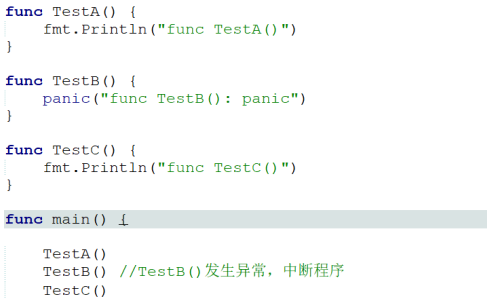 func TestA() {
    fmt.Println("func TestA()")
}
func TestB() {
    panic("func TestB(): panic")
}
func TestC() {
    fmt.Println("func TestC()")
}
func main() {
    TestA()
    TestB() //TestB()发生异常，中断程序
    TestC()